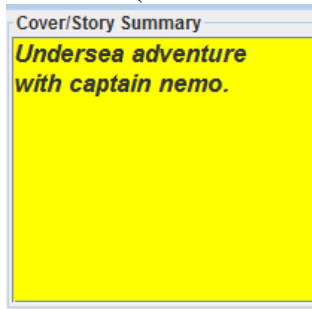 Cover/Story Summary
Undersea adventure
with captain nemo.